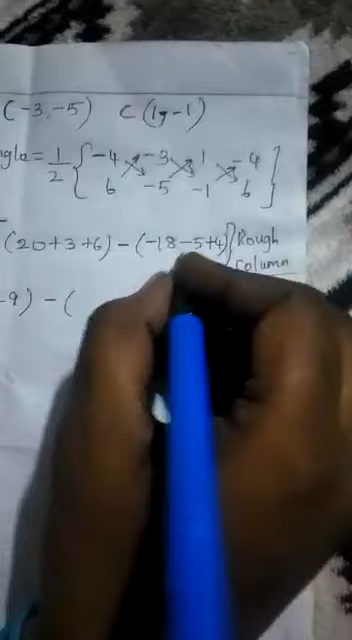 (-3,-5) C(1,-1)
ngle = 1/2 { -4 -3 1 -4
6 -5 -1 6 }
(20+3+6) - (-18-5+4)} Rough
column
-9) - (